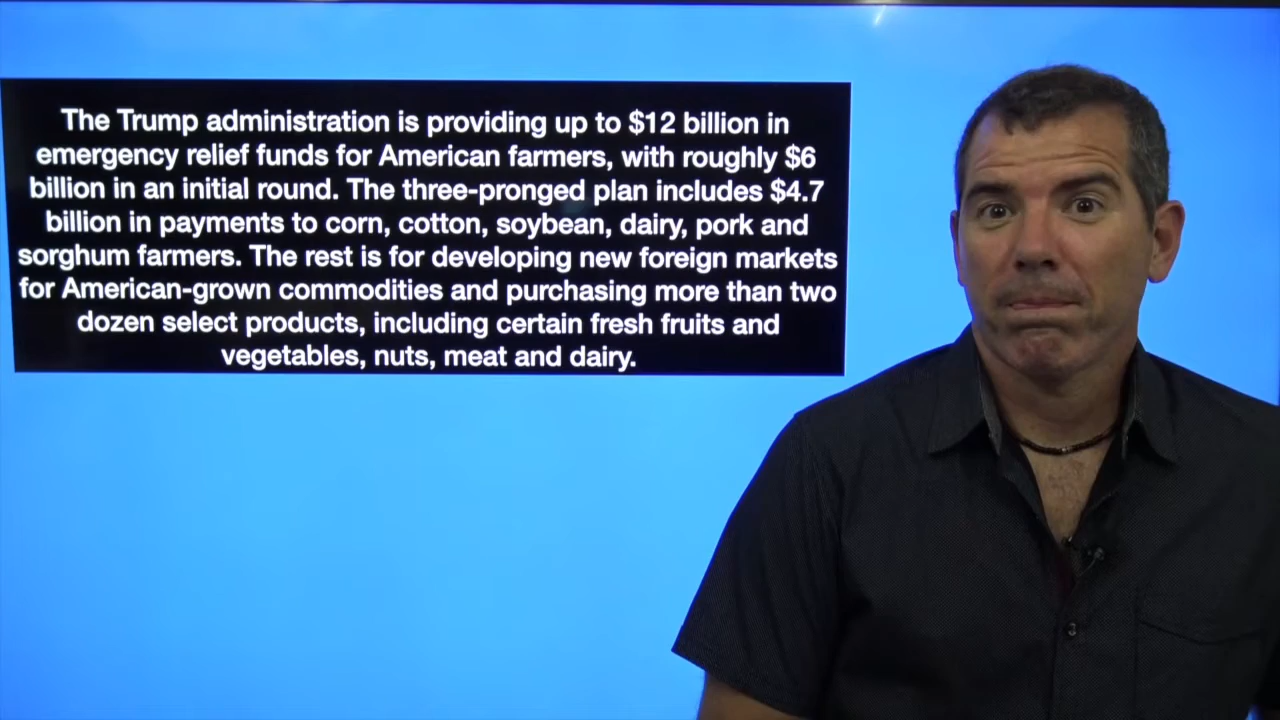 The Trump administration is providing up to $12 billion in
emergency relief funds for American farmers, with roughly $6
billion in an initial round. The three-pronged plan includes $4.7
billion in payments to corn, cotton, soybean, dairy, pork and
sorghum farmers. The rest is for developing new foreign markets
for American-grown commodities and purchasing more than two
dozen select products, including certain fresh fruits and
vegetables, nuts, meat and dairy.